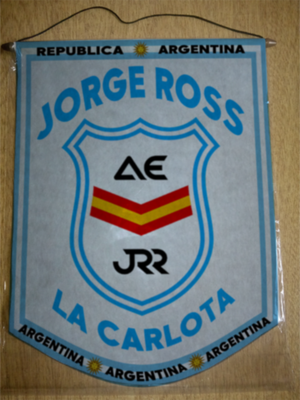 REPUBLICA ARGENTINA
JORGE ROSS
AE
JRR
LA CARLOTA
ARGENTINA ARGENTINA ARGENTINA